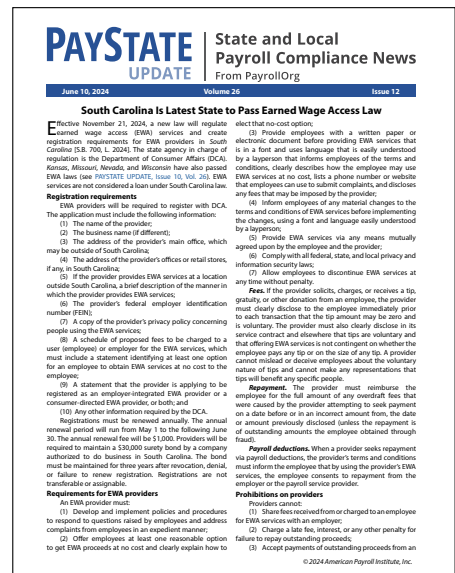 PAYSTATE
UPDATE
State and Local
Payroll Compliance News
From PayrollOrg
June 10, 2024 Volume 26 Issue 12
South Carolina Is Latest State to Pass Earned Wage Access Law
Effective November 21, 2024, a new law will regulate
earned wage access (EWA) services and create
registration requirements for EWA providers in South
Carolina [S.B. 700, L. 2024]. The state agency in charge of
regulation is the Department of Consumer Affairs (DCA).
Kansas, Missouri, Nevada, and Wisconsin have also passed
EWA laws (see PAYSTATE UPDATE, Issue 10, Vol. 26). EWA
services are not considered a loan under South Carolina law.
Registration requirements
EWA providers will be required to register with DCA.
The application must include the following information:
(1) The name of the provider;
(2) The business name (if different);
(3) The address of the provider's main office, which
may be outside of South Carolina;
(4) The address of the provider's offices or retail stores,
if any, in South Carolina;
(5) If the provider provides EWA services at a location
outside South Carolina, a brief description of the manner in
which the provider provides EWA services;
(6) The provider's federal employer identification
number (FEIN);
(7) A copy of the provider's privacy policy concerning
people using the EWA services;
(8) A schedule of proposed fees to be charged to a
user (employee) or employer for the EWA services, which
must include a statement identifying at least one option
for an employee to obtain EWA services at no cost to the
employee;
(9) A statement that the provider is applying to be
registered as an employer-integrated EWA provider or a
consumer-directed EWA provider, or both; and
(10) Any other information required by the DCA.
Registrations must be renewed annually. The annual
renewal period will run from May 1 to the following June
30. The annual renewal fee will be $1,000. Providers will be
required to maintain a $30,000 surety bond by a company
authorized to do business in South Carolina. The bond
must be maintained for three years after revocation, denial,
or failure to renew registration. Registrations are not
transferable or assignable.
Requirements for EWA providers
An EWA provider must:
(1) Develop and implement policies and procedures
to respond to questions raised by employees and address
complaints from employees in an expedient manner;
(2) Offer employees at least one reasonable option
to get EWA proceeds at no cost and clearly explain how to
elect that no-cost option;
(3) Provide employees with a written paper or
electronic document before providing EWA services that
is in a font and uses language that is easily understood
by a layperson that informs employees of the terms and
conditions, clearly describes how the employee may use
EWA services at no cost, lists a phone number or website
that employees can use to submit complaints, and discloses
any fees that may be imposed by the provider;
(4) Inform employees of any material changes to the
terms and conditions of EWA services before implementing
the changes, using a font and language easily understood
by a layperson;
(5) Provide EWA services via any means mutually
agreed upon by the employee and the provider;
(6) Comply with all federal, state, and local privacy and
information security laws;
(7) Allow employees to discontinue EWA services at
any time without penalty.
Fees. If the provider solicits, charges, or receives a tip,
gratuity, or other donation from an employee, the provider
must clearly disclose to the employee immediately prior
to each transaction that the tip amount may be zero and
is voluntary. The provider must also clearly disclose in its
service contract and elsewhere that tips are voluntary and
that offering EWA services is not contingent on whether the
employee pays any tip or on the size of any tip. A provider
cannot mislead or deceive employees about the voluntary
nature of tips and cannot make any representations that
tips will benefit any specific people.
Repayment. The provider must reimburse the
employee for the full amount of any overdraft fees that
were caused by the provider attempting to seek payment
on a date before or in an incorrect amount from, the date
or amount previously disclosed (unless the repayment
is of outstanding amounts the employee obtained through
fraud).
Payroll deductions. When a provider seeks repayment
via payroll deductions, the provider's terms and conditions
must inform the employee that by using the provider's EWA
services, the employee consents to repayment from the
employer or the payroll service provider.
Prohibitions on providers
Providers cannot:
(1) Share fees received from or charged to an employee
for EWA services with an employer;
(2) Charge a late fee, interest, or any other penalty for
failure to repay outstanding proceeds;
(3) Accept payments of outstanding proceeds from an
© 2024 American Payroll Institute, Inc.